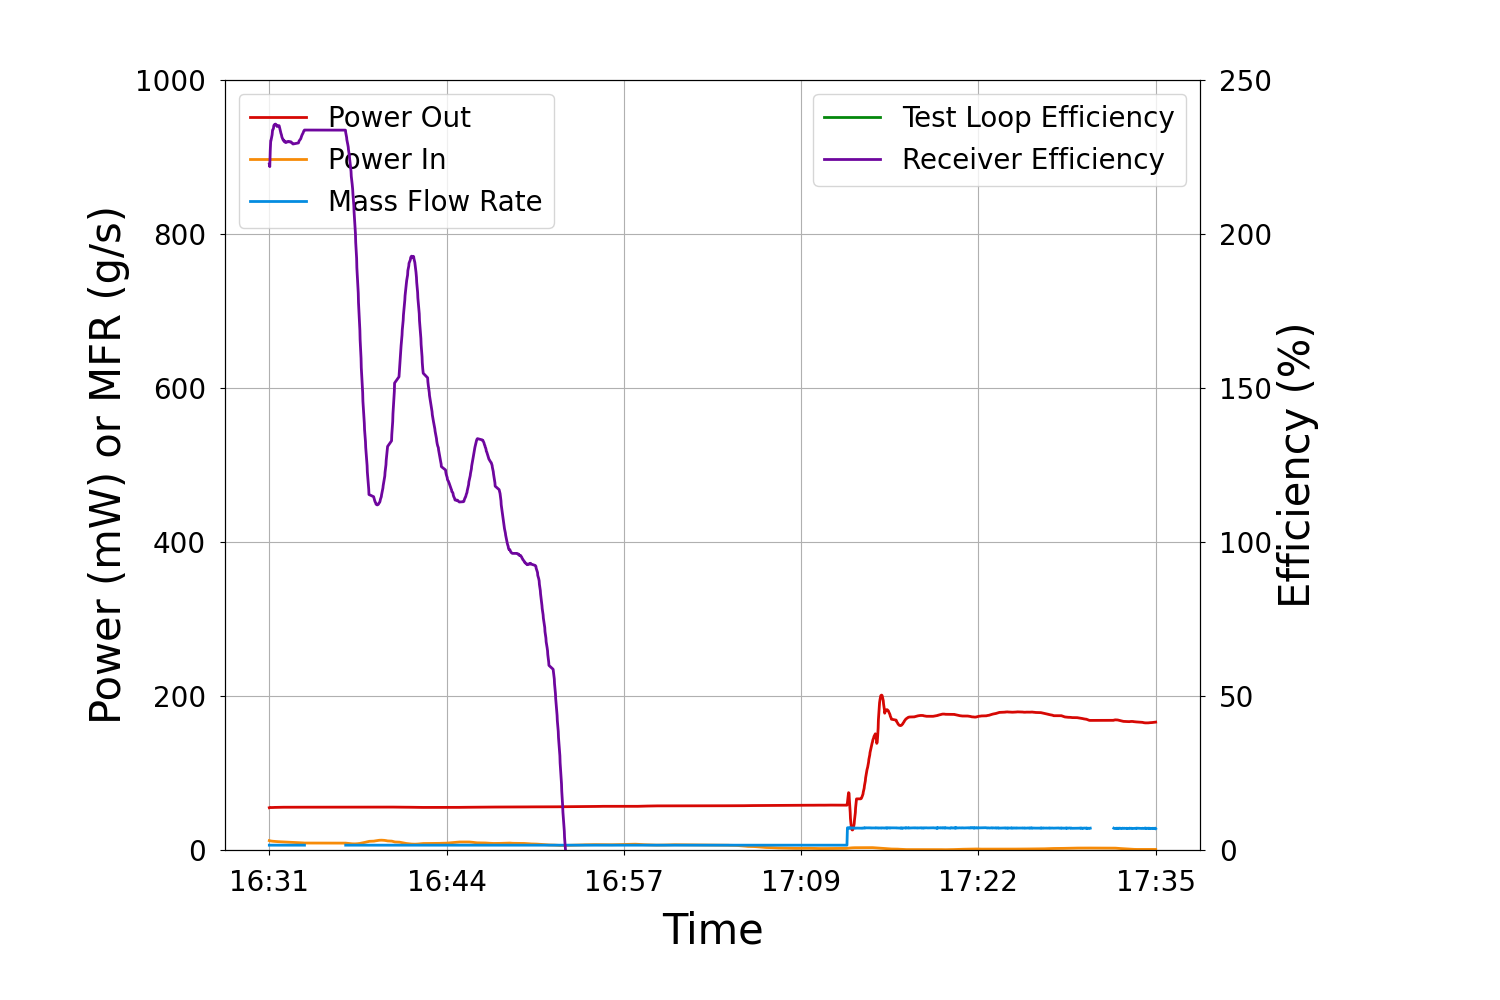 1000
800
600
400
200
0
Power (mW) or MFR (g/s)
Power Out
Power In
Mass Flow Rate
Test Loop Efficiency
Receiver Efficiency
250
200
150
100
50
0
Efficiency (%)
16:31 16:44 16:57 17:09 17:22 17:35
Time